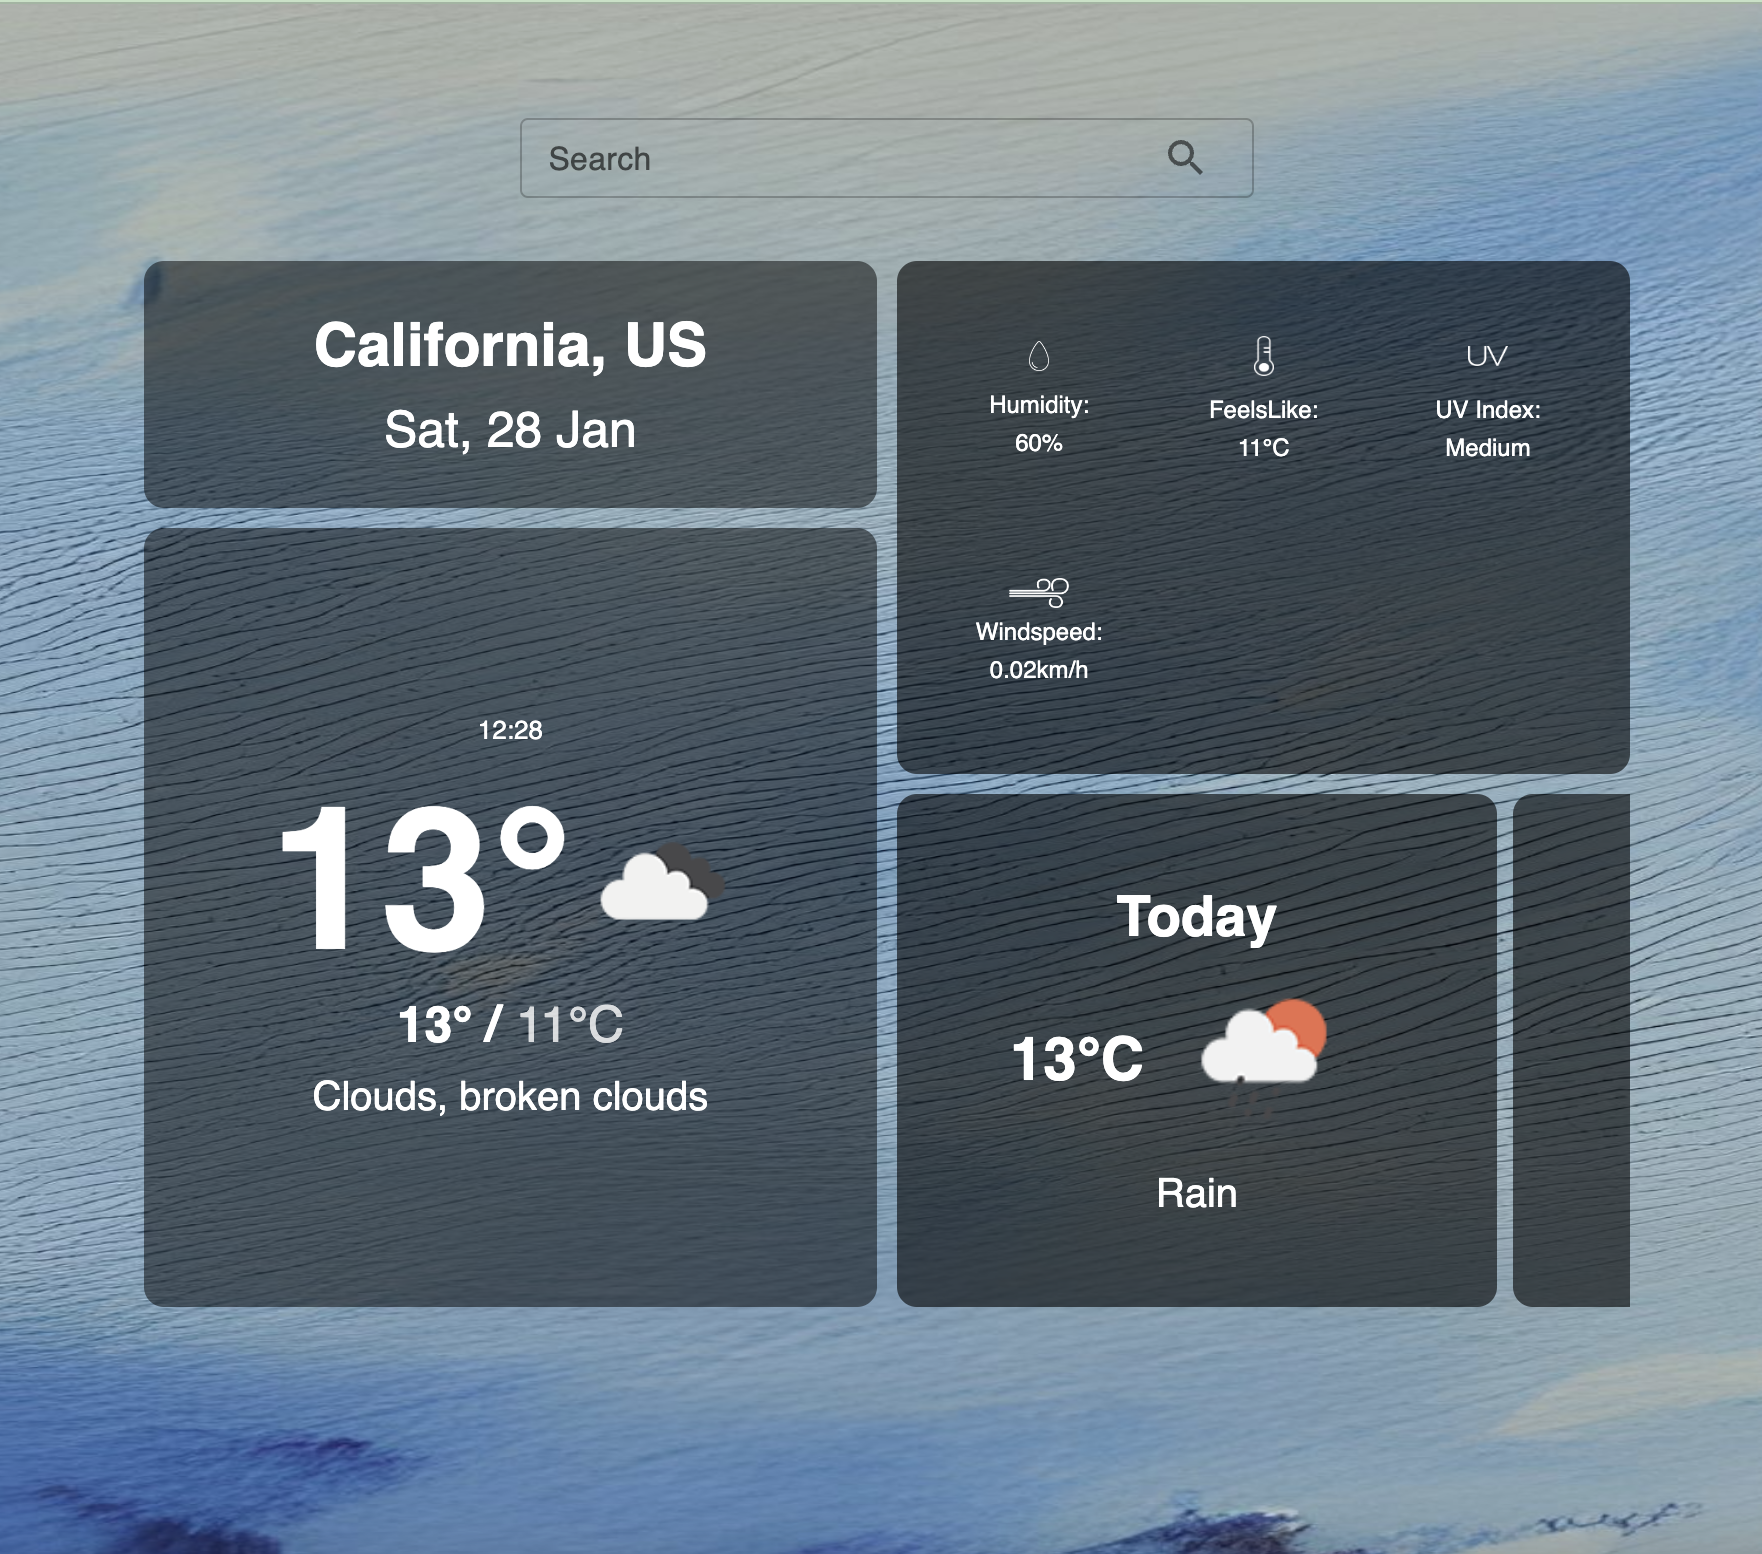 Search
California, US
Sat, 28 Jan
Humidity:
60%
FeelsLike:
11°C
UV
UV Index:
Medium
Windspeed:
0.02km/h
12:28
13°
13° / 11°C
Clouds, broken clouds
Today
13°C
Rain